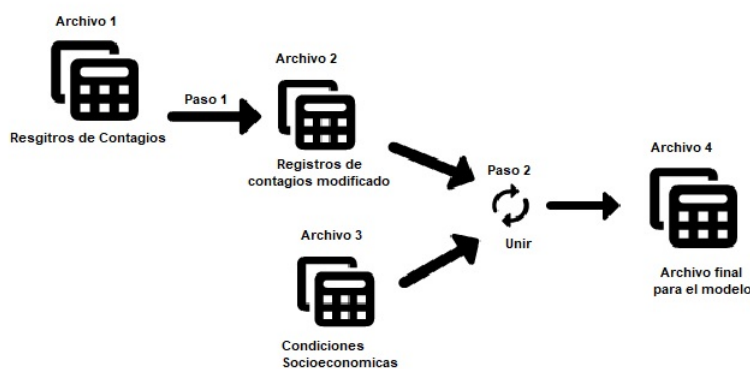 Archivo 1
Resgitros de Contagios
Paso 1
Archivo 2
Registros de
contagios modificado
Archivo 3
Condiciones
Socioeconomicas
Paso 2
Unir
Archivo 4
Archivo final
para el modelo